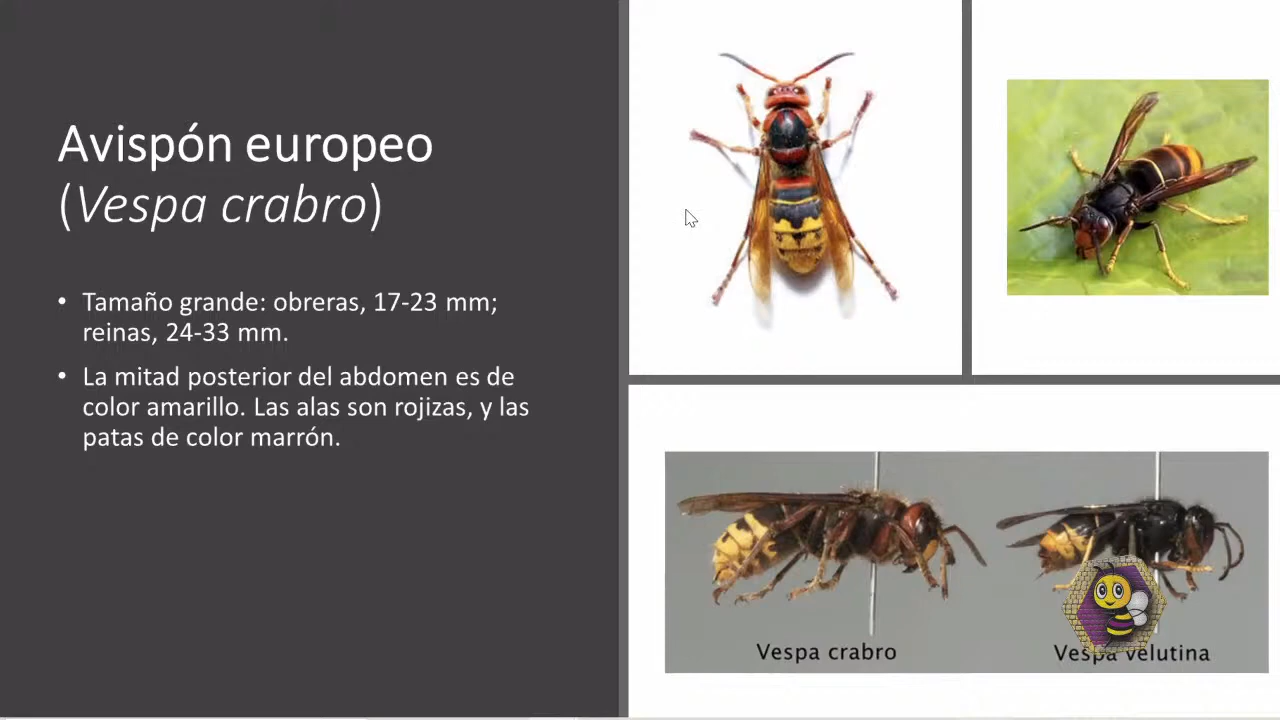 Avispón europeo
(Vespa crabro)
• Tamaño grande: obreras, 17-23 mm;
reinas, 24-33 mm.
• La mitad posterior del abdomen es de
color amarillo. Las alas son rojizas, y las
patas de color marrón.
Vespa crabro
Vespa velutina